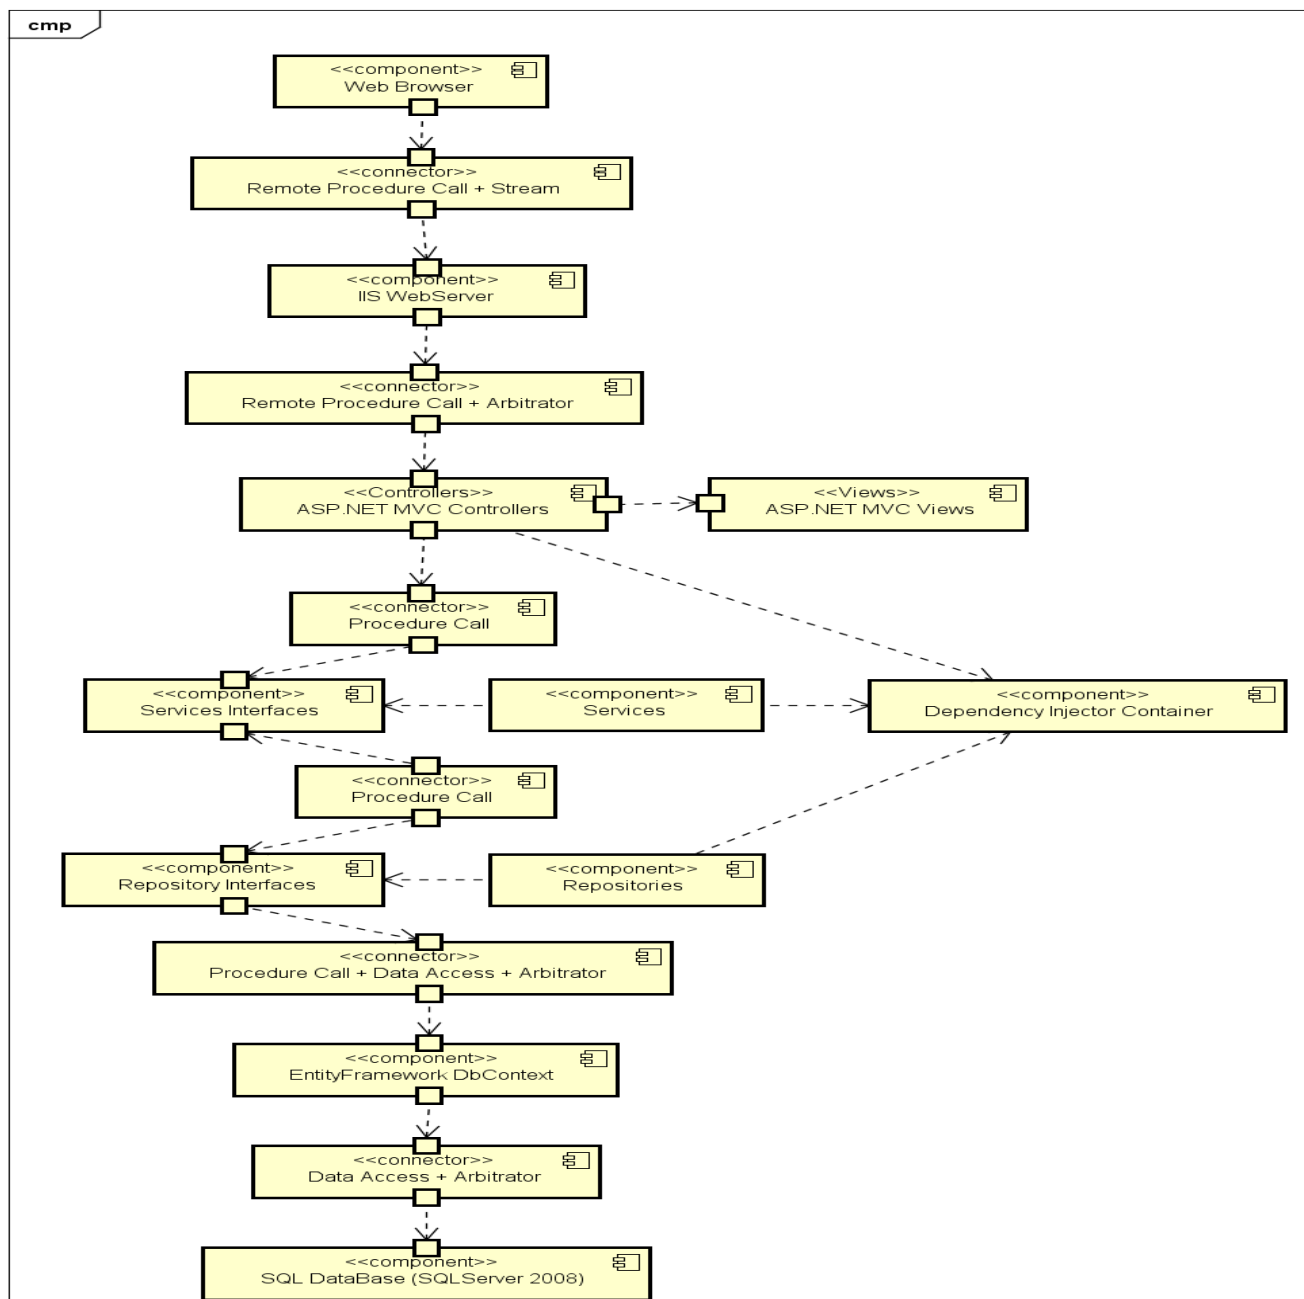 cmp
<<component>>
Web Browser
<<connector>>
Remote Procedure Call + Stream
<<component>>
IIS WebServer
<<connector>>
Remote Procedure Call + Arbitrator
<<Controllers>>
ASP.NET MVC Controllers
<<Views>>
ASP.NET MVC Views
<<connector>>
Procedure Call
<<component>>
Services Interfaces
<<component>>
Services
<<component>>
Dependency Injector Container
<<connector>>
Procedure Call
<<component>>
Repository Interfaces
<<component>>
Repositories
<<connector>>
Procedure Call + Data Access + Arbitrator
<<component>>
EntityFramework DbContext
<<connector>>
Data Access + Arbitrator
<<component>>
SQL DataBase (SQLServer 2008)